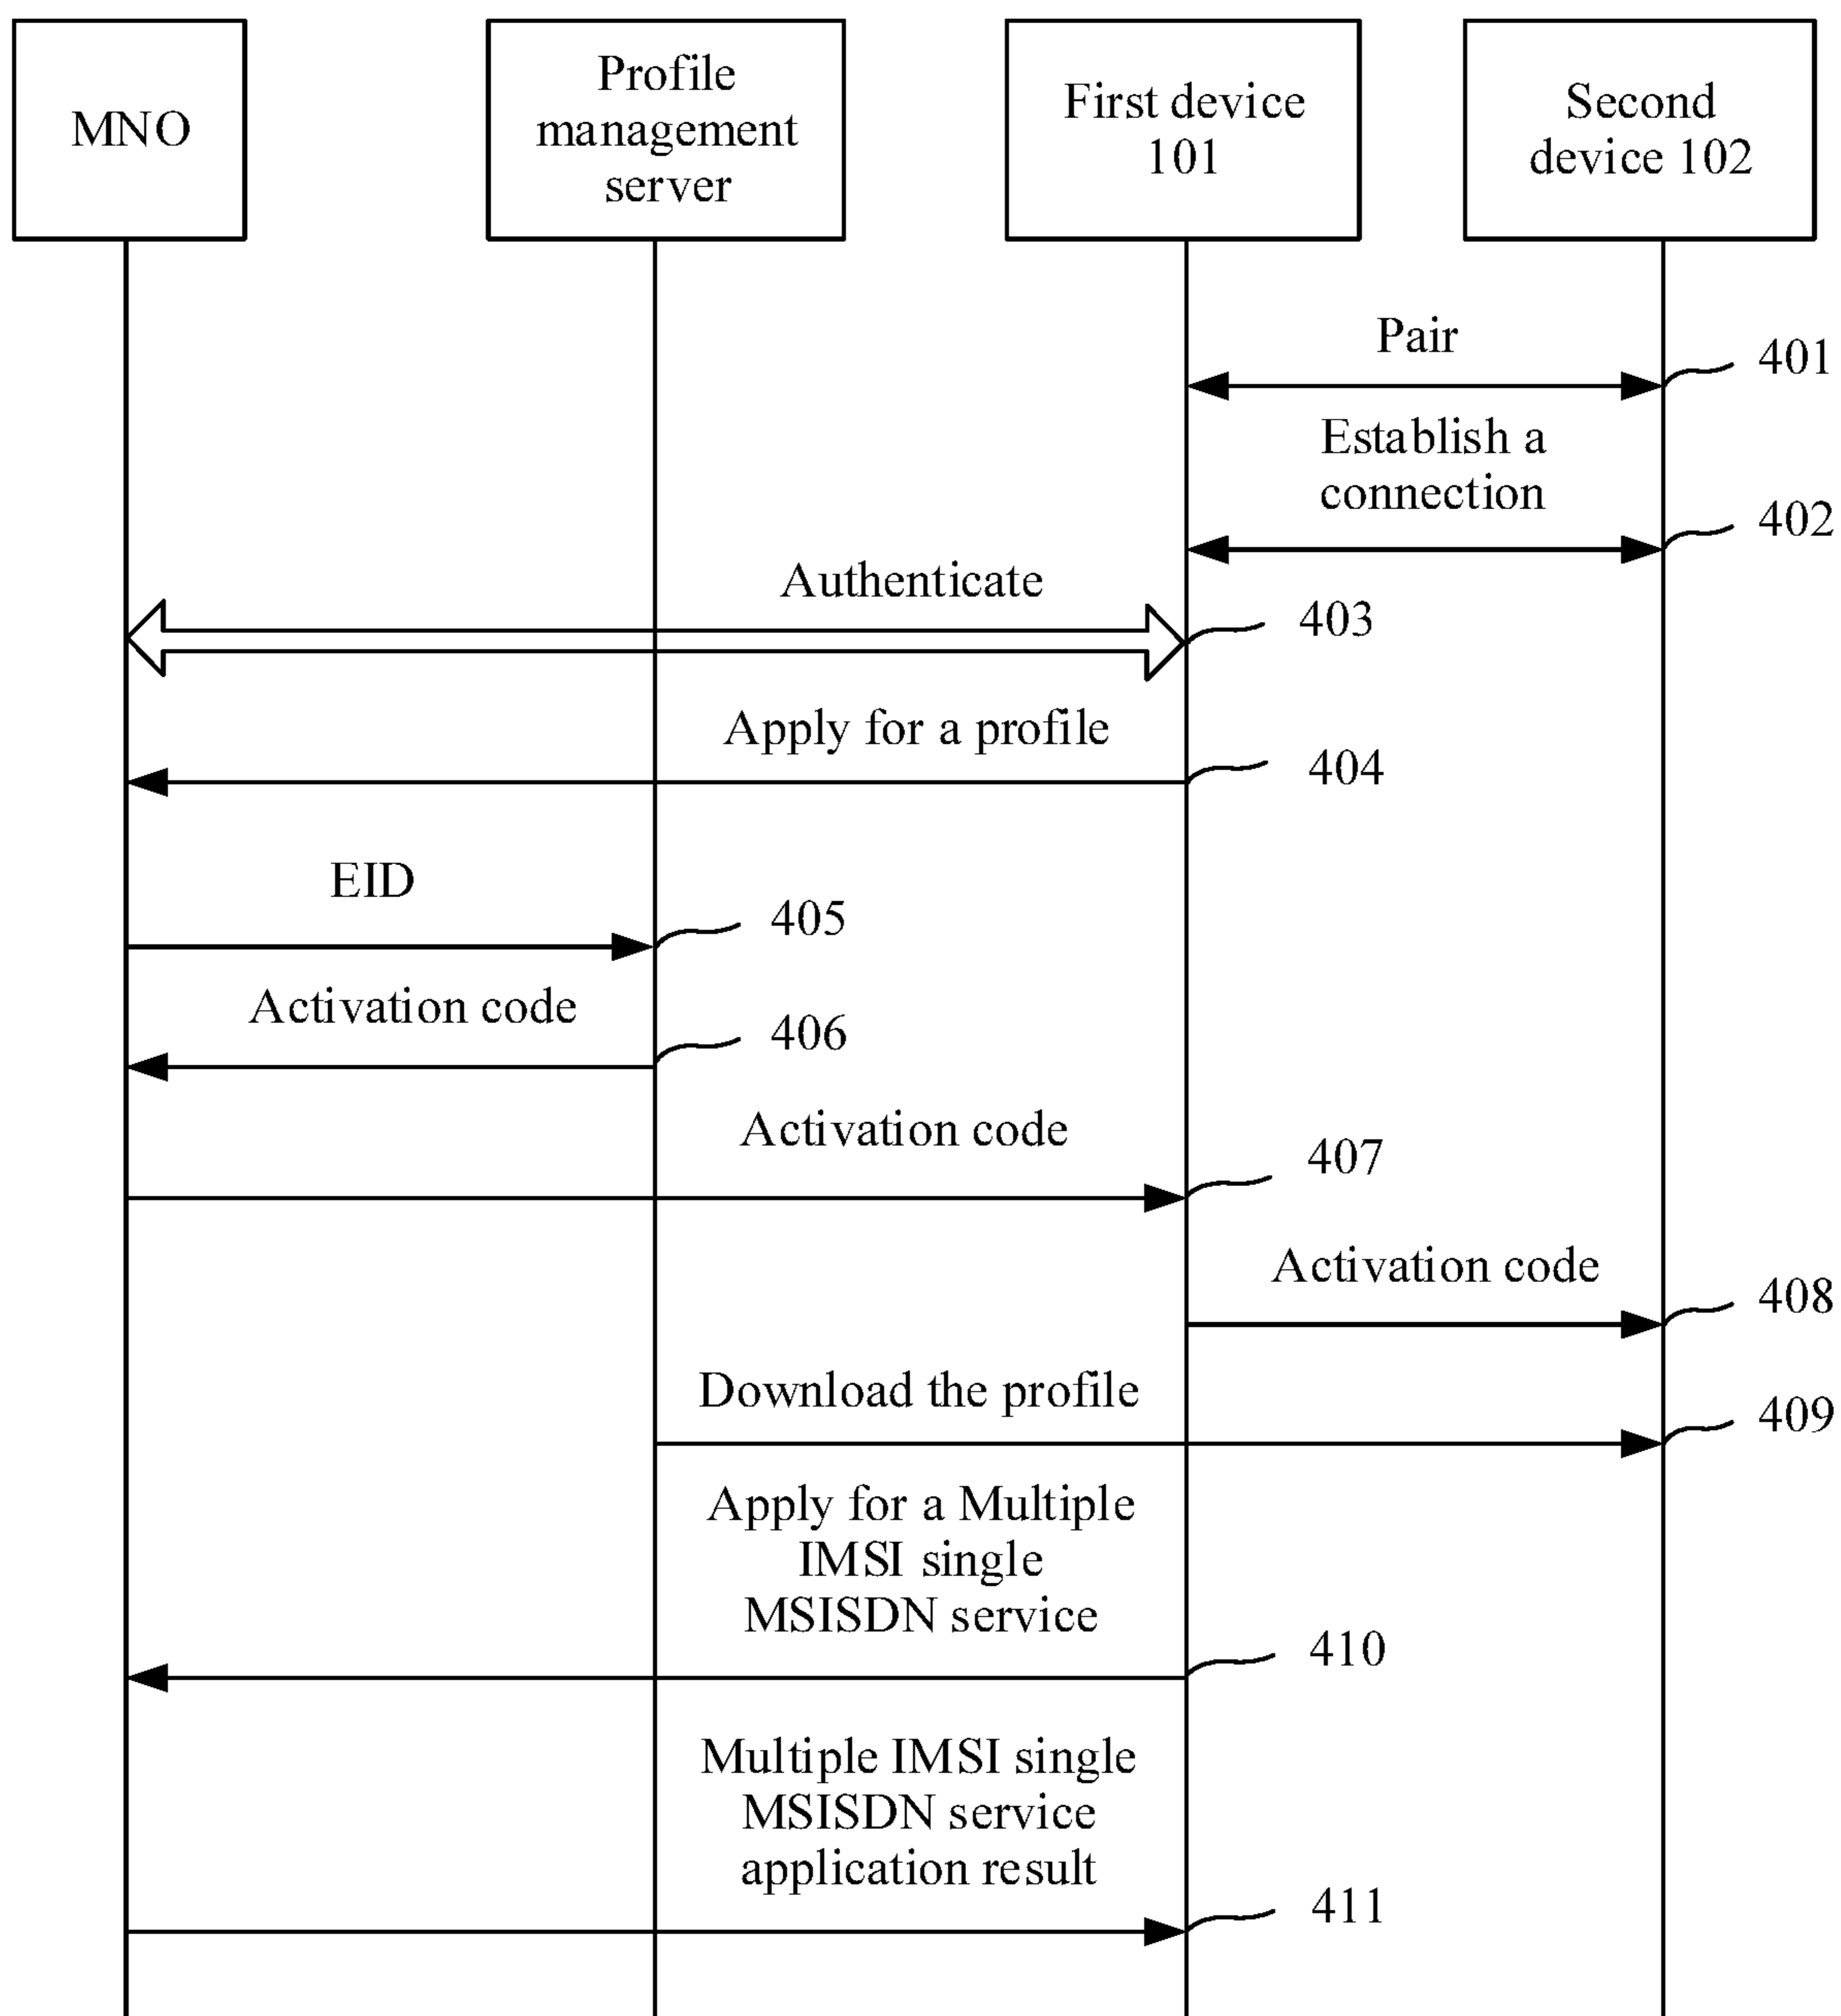 MNO
Profile
management
server
First device
101
Second
device 102
Pair
401
Establish a
connection
402
Authenticate
403
Apply for a profile
404
EID
405
Activation code
406
Activation code
407
Activation code
408
Download the profile
409
Apply for a Multiple
IMSI single
MSISDN service
410
Multiple IMSI single
MSISDN service
application result
411